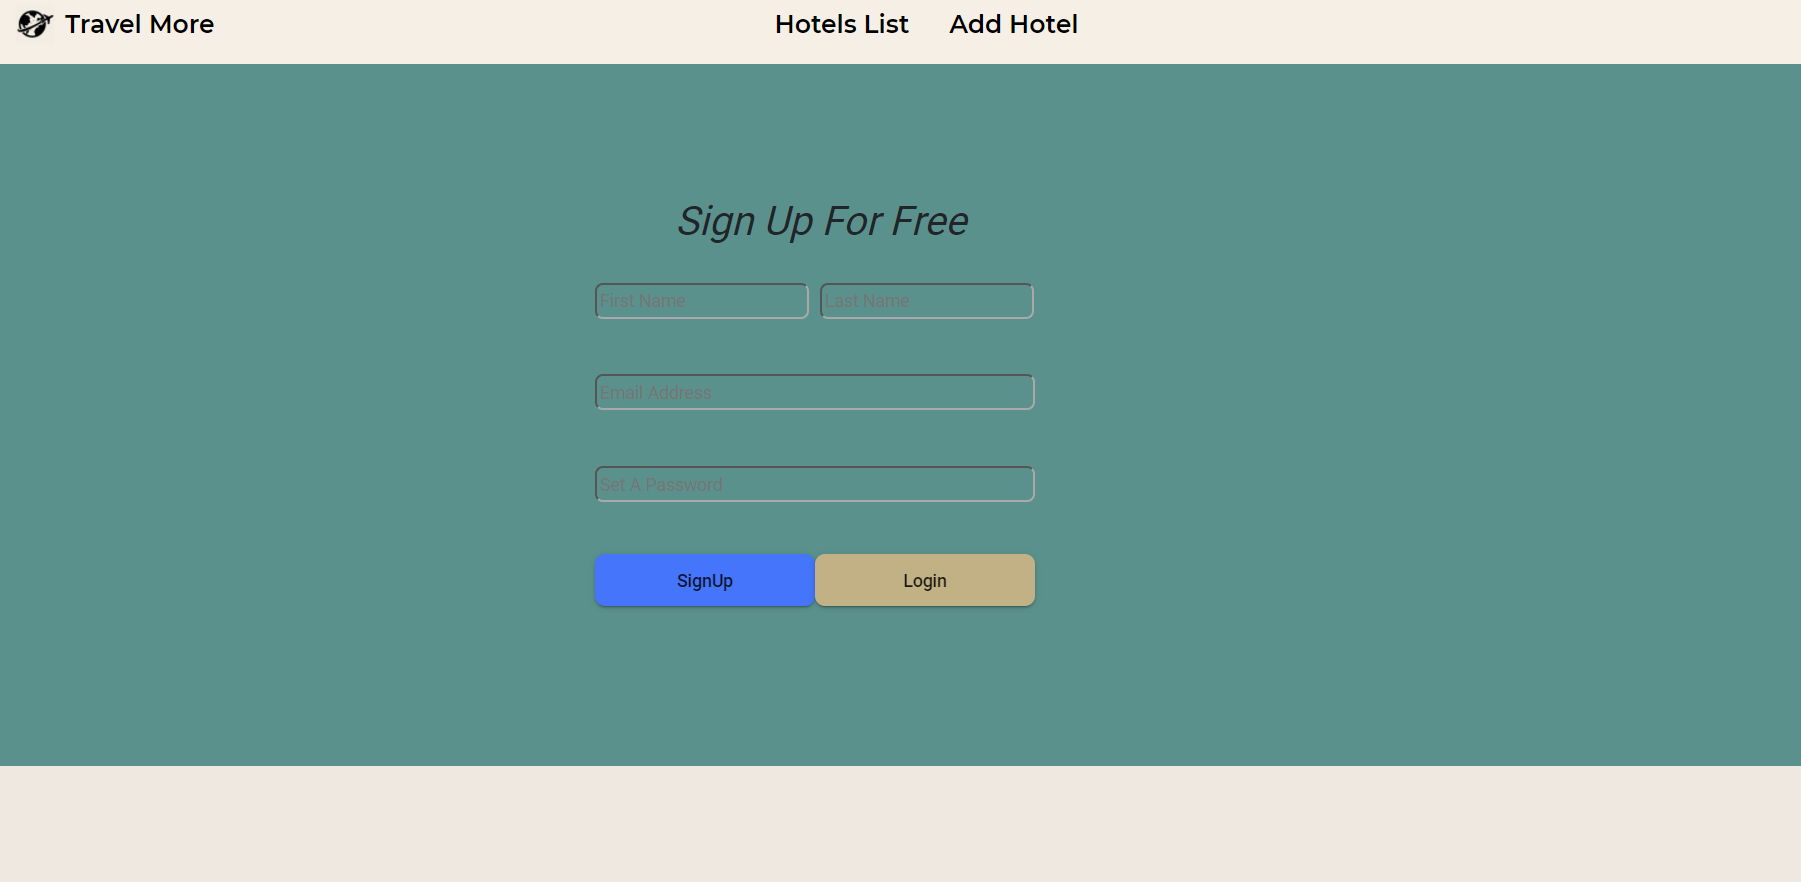 Travel More Hotels List Add Hotel
Sign Up For Free
First Name Last Name
Email Address
Set A Password
SignUp Login